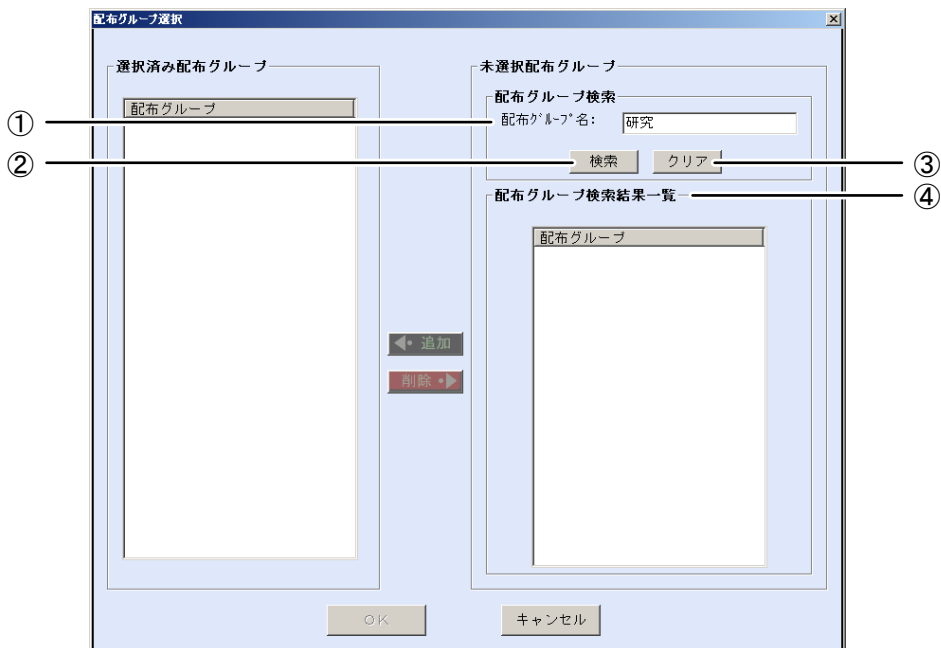 配布グループ選択
選択済み配布グループ
配布グループ
未選択配布グループ
配布グループ検索
① 配布ｸﾞﾙｰﾌﾟ名: 研究
② 検索 クリア ③
配布グループ検索結果一覧 ④
配布グループ
追加
削除
OK キャンセル